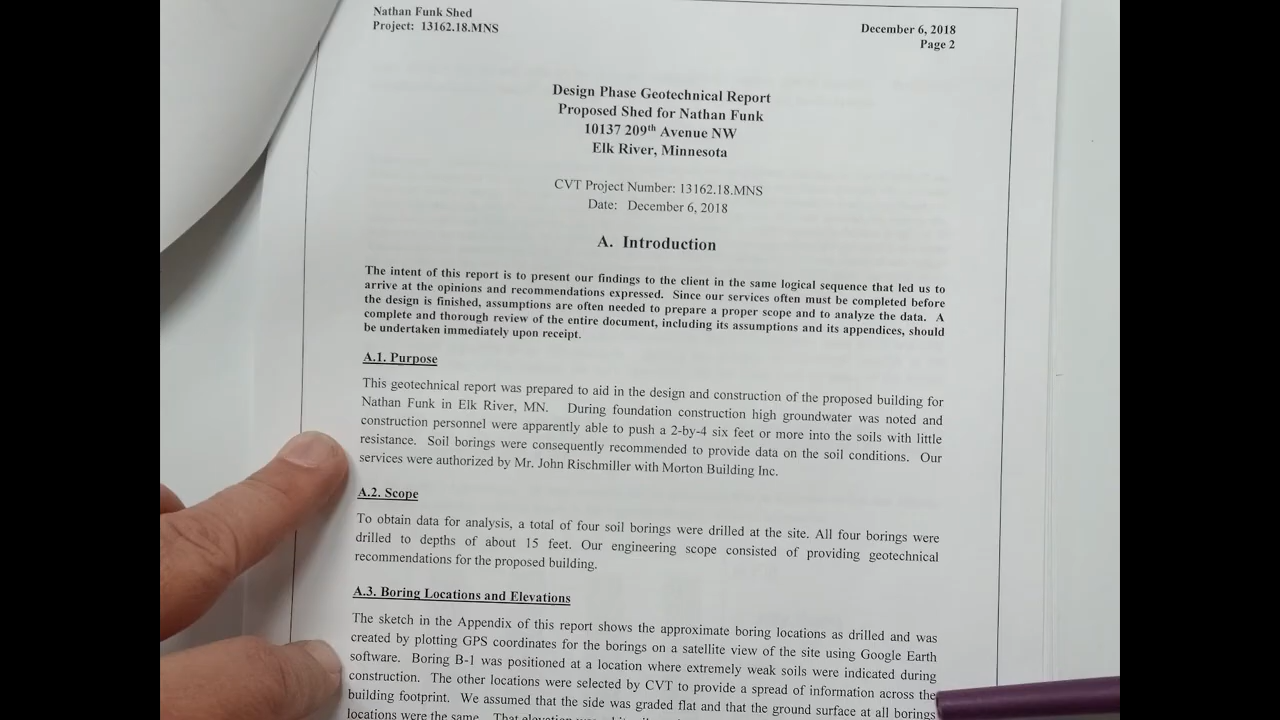 Nathan Funk Shed
Project: 13162.18.MNS
December 6, 2018
Page 2
Design Phase Geotechnical Report
Proposed Shed for Nathan Funk
10137 209th Avenue NW
Elk River, Minnesota
CVT Project Number: 13162.18.MNS
Date: December 6, 2018
A. Introduction
The intent of this report is to present our findings to the client in the same logical sequence that led us to
arrive at the opinions and recommendations expressed. Since our services often must be completed before
the design is finished, assumptions are often needed to prepare a proper scope and to analyze the data. A
complete and thorough review of the entire document, including its assumptions and its appendices, should
be undertaken immediately upon receipt.
A.1. Purpose
This geotechnical report was prepared to aid in the design and construction of the proposed building for
Nathan Funk in Elk River, MN. During foundation construction high groundwater was noted and
construction personnel were apparently able to push a 2-by-4 six feet or more into the soils with little
resistance. Soil borings were consequently recommended to provide data on the soil conditions. Our
services were authorized by Mr. John Rischmiller with Morton Building Inc.
A.2. Scope
To obtain data for analysis, a total of four soil borings were drilled at the site. All four borings were
drilled to depths of about 15 feet. Our engineering scope consisted of providing geotechnical
recommendations for the proposed building.
A.3. Boring Locations and Elevations
The sketch in the Appendix of this report shows the approximate boring locations as drilled and was
created by plotting GPS coordinates for the borings on a satellite view of the site using Google Earth
software. Boring B-1 was positioned at a location where extremely weak soils were indicated during
construction. The other locations were selected by CVT to provide a spread of information across the
building footprint. We assumed that the side was graded flat and that the ground surface at all borings
locations were the same. That